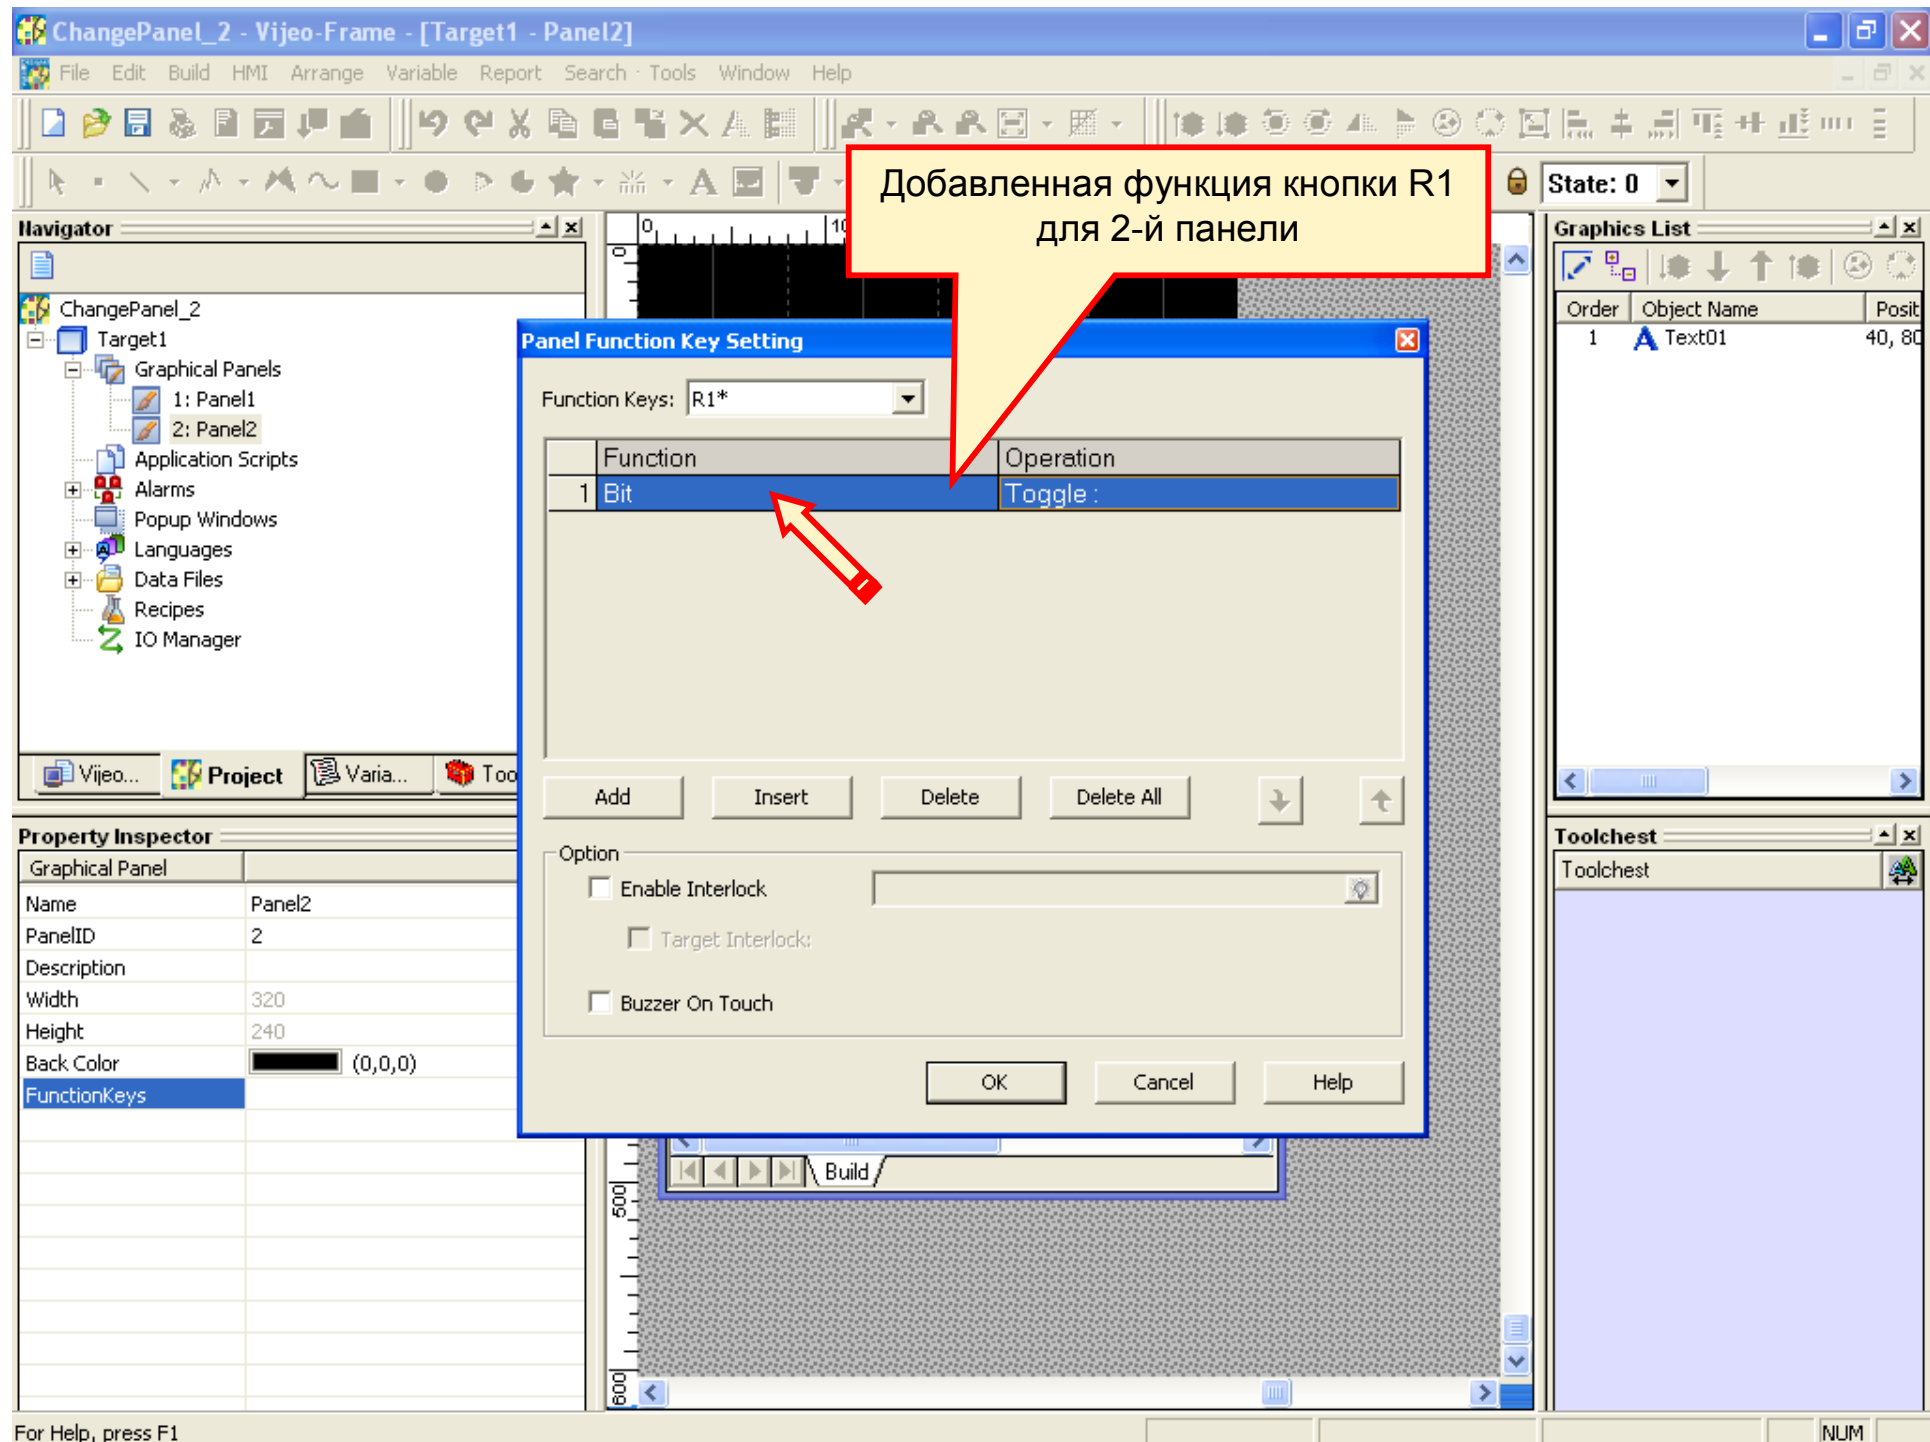 ChangePanel_2 - Vijeo-Frame - [Target1 - Panel2]
File Edit Build HMI Arrange Variable Report Search Tools Window Help
State: 0
Добавленная функция кнопки R1
для 2-й панели
Navigator
ChangePanel_2
Target1
Graphical Panels
1: Panel1
2: Panel2
Application Scripts
Alarms
Popup Windows
Languages
Data Files
Recipes
IO Manager
Vijeo... Project Varia... Too
Property Inspector
Graphical Panel
Name Panel2
PanelID 2
Description
Width 320
Height 240
Back Color (0,0,0)
FunctionKeys
0
0
500
600
Panel Function Key Setting
Function Keys: R1*
Function Operation
1 Bit Toggle :
Add Insert Delete Delete All
Option
Enable Interlock
Target Interlock:
Buzzer On Touch
OK Cancel Help
Build
Graphics List
Order Object Name Posit
1 Text01 40, 80
Toolchest
Toolchest
For Help, press F1
NUM